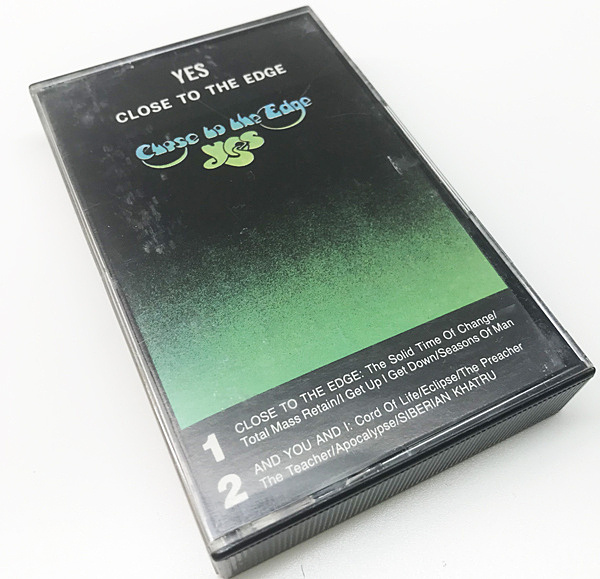 YES
CLOSE TO THE EDGE
Close to the Edge
Yes
1 CLOSE TO THE EDGE: The Solid Time Of Change/
Total Mass Retain/I Get Up I Get Down/Seasons Of Man
2 AND YOU AND I: Cord Of Life/Eclipse/The Preacher
The Teacher/Apocalypse/SIBERIAN KHATRU